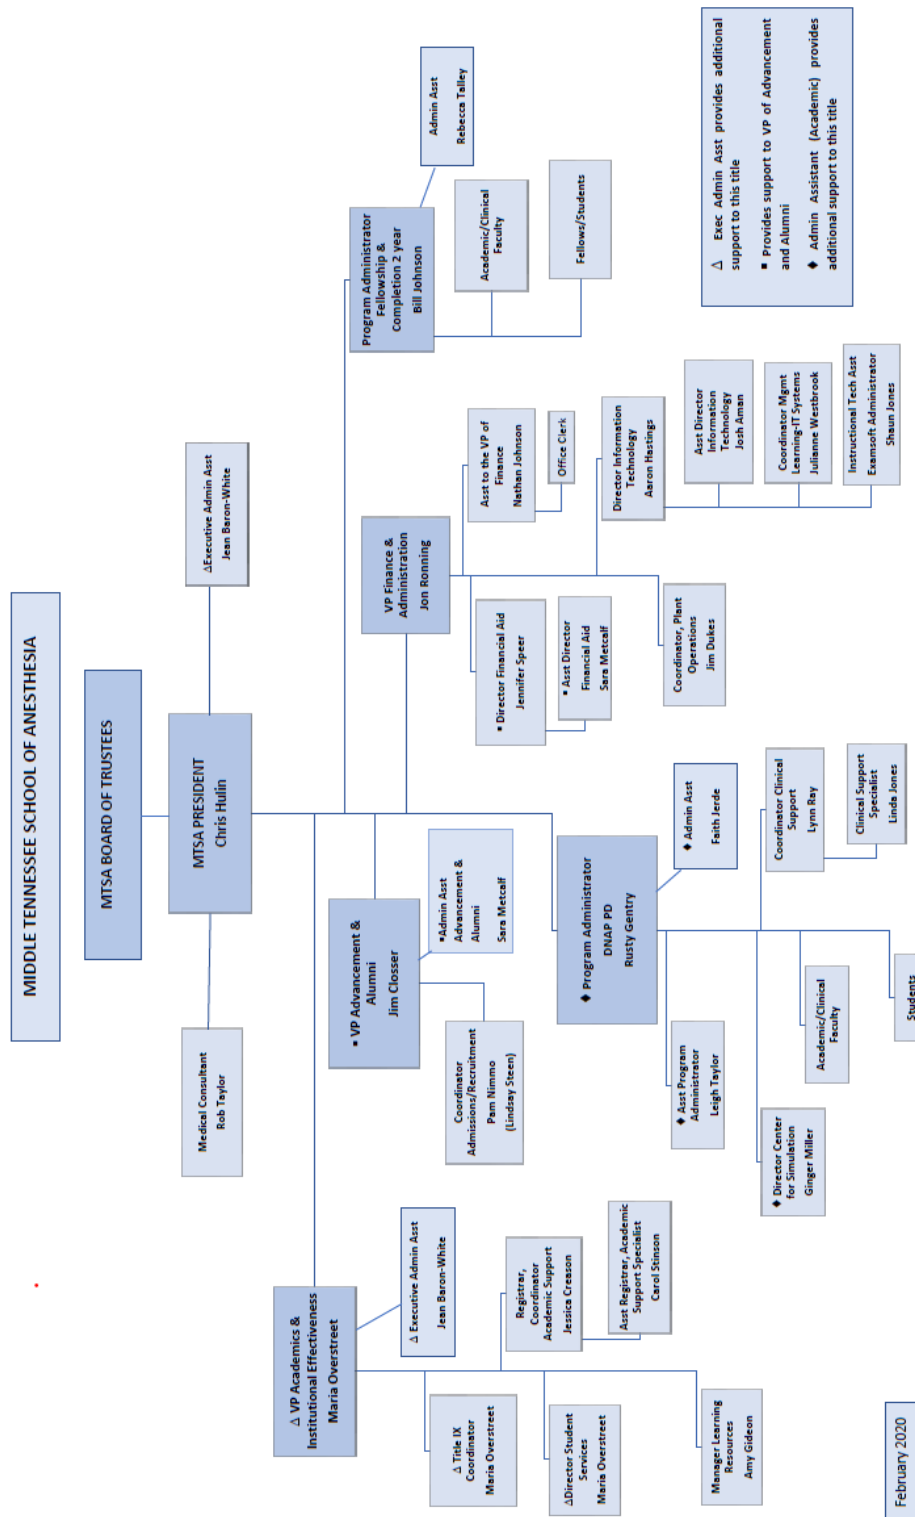 MIDDLE TENNESSEE SCHOOL OF ANESTHESIA
MTSA BOARD OF TRUSTEES
MTSA PRESIDENT
Chris Hulin
Medical Consultant
Rob Taylor
ΔExecutive Admin Asst
Jean Baron-White
Δ VP Academics &
Institutional Effectiveness
Maria Overstreet
Δ Executive Admin Asst
Jean Baron-White
Δ Title IX
Coordinator
Maria Overstreet
Registrar,
Coordinator
Academic Support
Jessica Creason
Asst Registrar, Academic
Support Specialist
Carol Stinson
ΔDirector Student
Services
Maria Overstreet
Manager Learning
Resources
Amy Gideon
▪ VP Advancement &
Alumni
Jim Closser
▪Admin Asst
Advancement &
Alumni
Sara Metcalf
Coordinator
Admissions/Recruitment
Pam Nimmo
(Lindsay Steen)
♦ Program Administrator
DNAP PD
Rusty Gentry
♦ Admin Asst
Faith Jerde
♦ Asst Program
Administrator
Leigh Taylor
Coordinator Clinical
Support
Lynn Ray
Clinical Support
Specialist
Linda Jones
♦ Director Center
for Simulation
Ginger Miller
Academic/Clinical
Faculty
Students
VP Finance &
Administration
Jon Ronning
Asst to the VP of
Finance
Nathan Johnson
Office Clerk
▪ Director Financial Aid
Jennifer Speer
▪ Asst Director
Financial Aid
Sara Metcalf
Director Information
Technology
Aaron Hastings
Asst Director
Information
Technology
Josh Aman
Coordinator Mgmt
Learning-IT Systems
Julianne Westbrook
Instructional Tech Asst
Examsoft Administrator
Shaun Jones
Coordinator, Plant
Operations
Jim Dukes
Program Administrator
Fellowship &
Completion 2 year
Bill Johnson
Admin Asst
Rebecca Talley
Academic/Clinical
Faculty
Fellows/Students
Δ Exec Admin Asst provides additional
support to this title
▪ Provides support to VP of Advancement
and Alumni
♦ Admin Assistant (Academic) provides
additional support to this title
February 2020